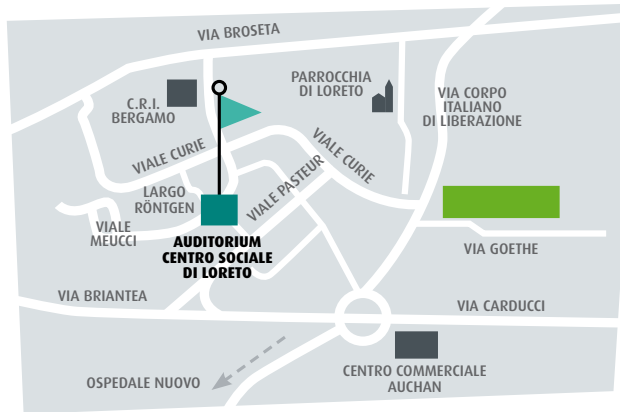 VIA BROSETA
PARROCCHIA
DI LORETO
C.R.I.
BERGAMO
VIA CORPO
ITALIANO
DI LIBERAZIONE
VIALE CURIE
VIALE CURIE
LARGO
RÖNTGEN
VIALE PASTEUR
VIALE
MEUCCI
AUDITORIUM
CENTRO SOCIALE
DI LORETO
VIA GOETHE
VIA BRIANTEA
VIA CARDUCCI
CENTRO COMMERCIALE
AUCHAN
OSPEDALE NUOVO